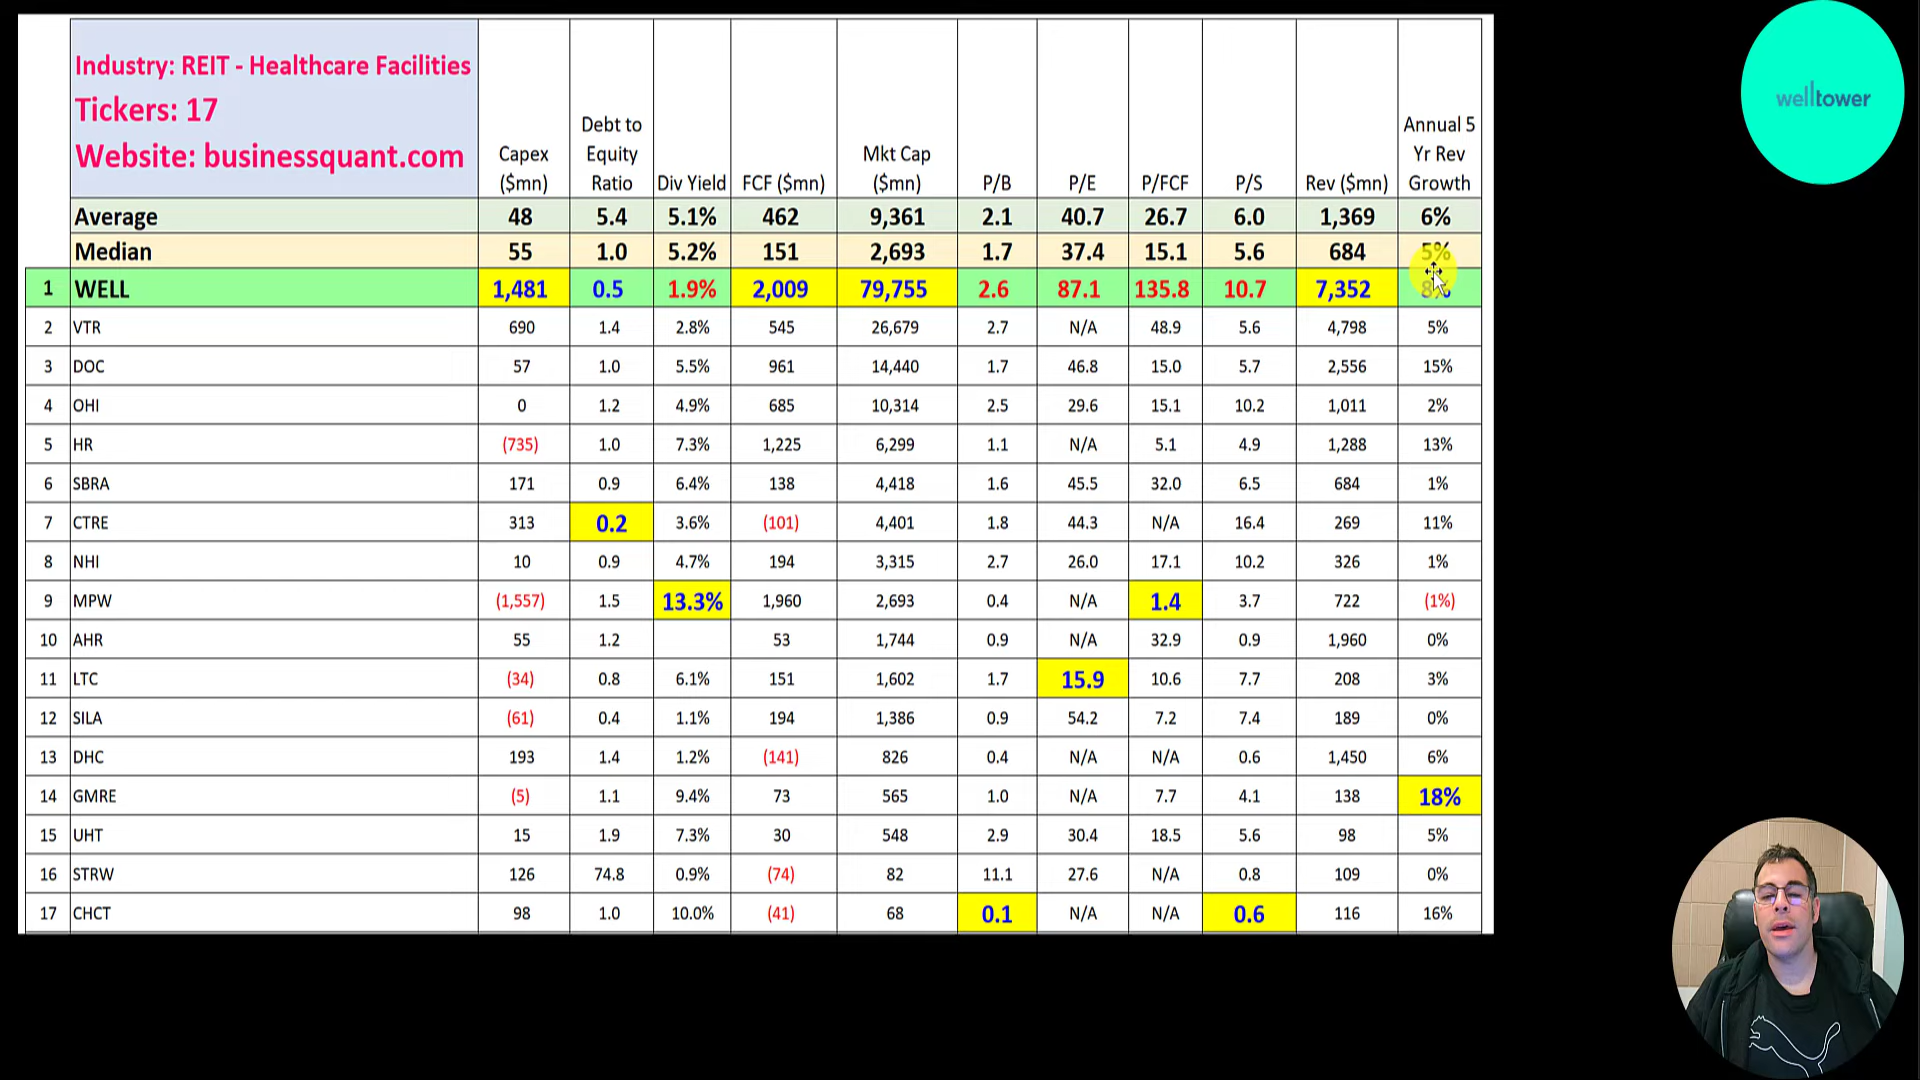 Industry: REIT - Healthcare Facilities
Tickers: 17
Website: businessquant.com
Capex ($mn) Debt to Equity Ratio Div Yield FCF ($mn) Mkt Cap ($mn) P/B P/E P/FCF P/S Rev ($mn) Annual 5 Yr Rev Growth
Average 48 5.4 5.1% 462 9,361 2.1 40.7 26.7 6.0 1,369 6%
Median 55 1.0 5.2% 151 2,693 1.7 37.4 15.1 5.6 684 5%
1 WELL 1,481 0.5 1.9% 2,009 79,755 2.6 87.1 135.8 10.7 7,352 8%
2 VTR 690 1.4 2.8% 545 26,679 2.7 N/A 48.9 5.6 4,798 5%
3 DOC 57 1.0 5.5% 961 14,440 1.7 46.8 15.0 5.7 2,556 15%
4 OHI 0 1.2 4.9% 685 10,314 2.5 29.6 15.1 10.2 1,011 2%
5 HR (735) 1.0 7.3% 1,225 6,299 1.1 N/A 5.1 4.9 1,288 13%
6 SBRA 171 0.9 6.4% 138 4,418 1.6 45.5 32.0 6.5 684 1%
7 CTRE 313 0.2 3.6% (101) 4,401 1.8 44.3 N/A 16.4 269 11%
8 NHI 10 0.9 4.7% 194 3,315 2.7 26.0 17.1 10.2 326 1%
9 MPW (1,557) 1.5 13.3% 1,960 2,693 0.4 N/A 1.4 3.7 722 (1%)
10 AHR 55 1.2 53 1,744 0.9 N/A 32.9 0.9 1,960 0%
11 LTC (34) 0.8 6.1% 151 1,602 1.7 15.9 10.6 7.7 208 3%
12 SILA (61) 0.4 1.1% 194 1,386 0.9 54.2 7.2 7.4 189 0%
13 DHC 193 1.4 1.2% (141) 826 0.4 N/A N/A 0.6 1,450 6%
14 GMRE (5) 1.1 9.4% 73 565 1.0 N/A 7.7 4.1 138 18%
15 UHT 15 1.9 7.3% 30 548 2.9 30.4 18.5 5.6 98 5%
16 STRW 126 74.8 0.9% (74) 82 11.1 27.6 N/A 0.8 109 0%
17 CHCT 98 1.0 10.0% (41) 68 0.1 N/A N/A 0.6 116 16%
welltower